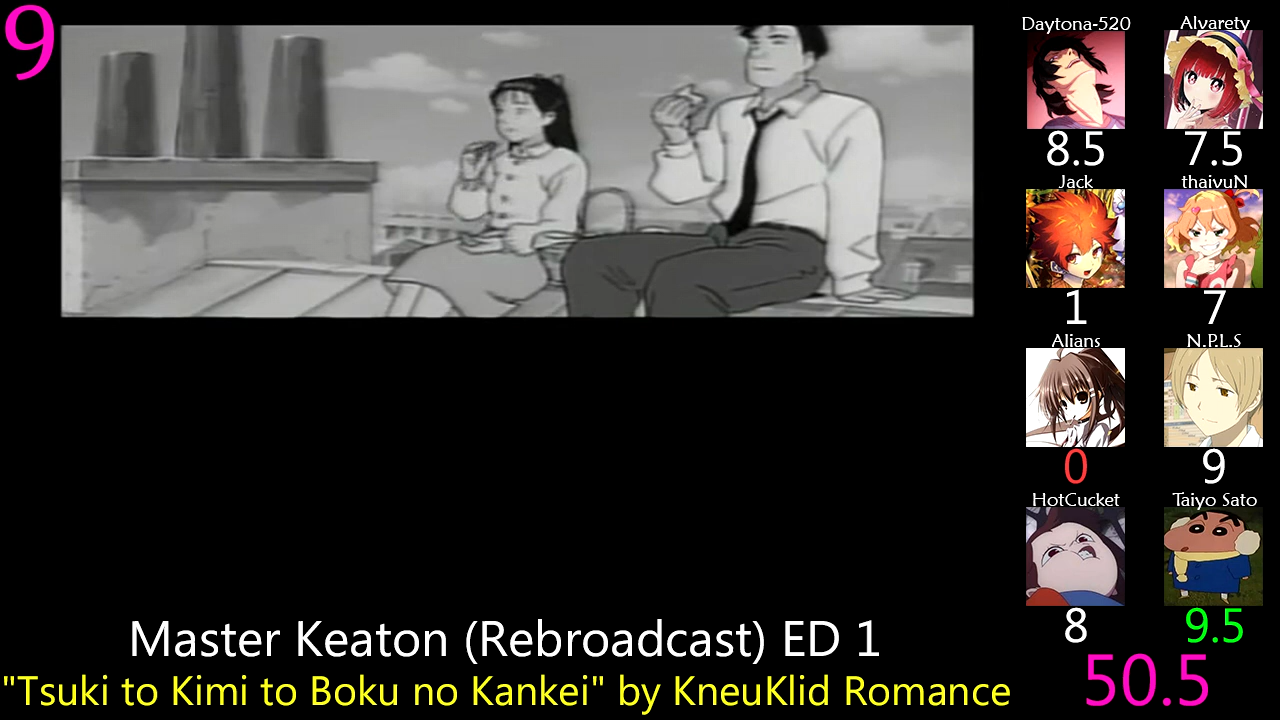 9
Daytona-520
Alvarety
8.5
7.5
Jack
thaivuN
1
7
Alians
N.P.L.S
0
9
HotCucket
Taiyo Sato
8
9.5
50.5
Master Keaton (Rebroadcast) ED 1
"Tsuki to Kimi to Boku no Kankei" by KneuKlid Romance